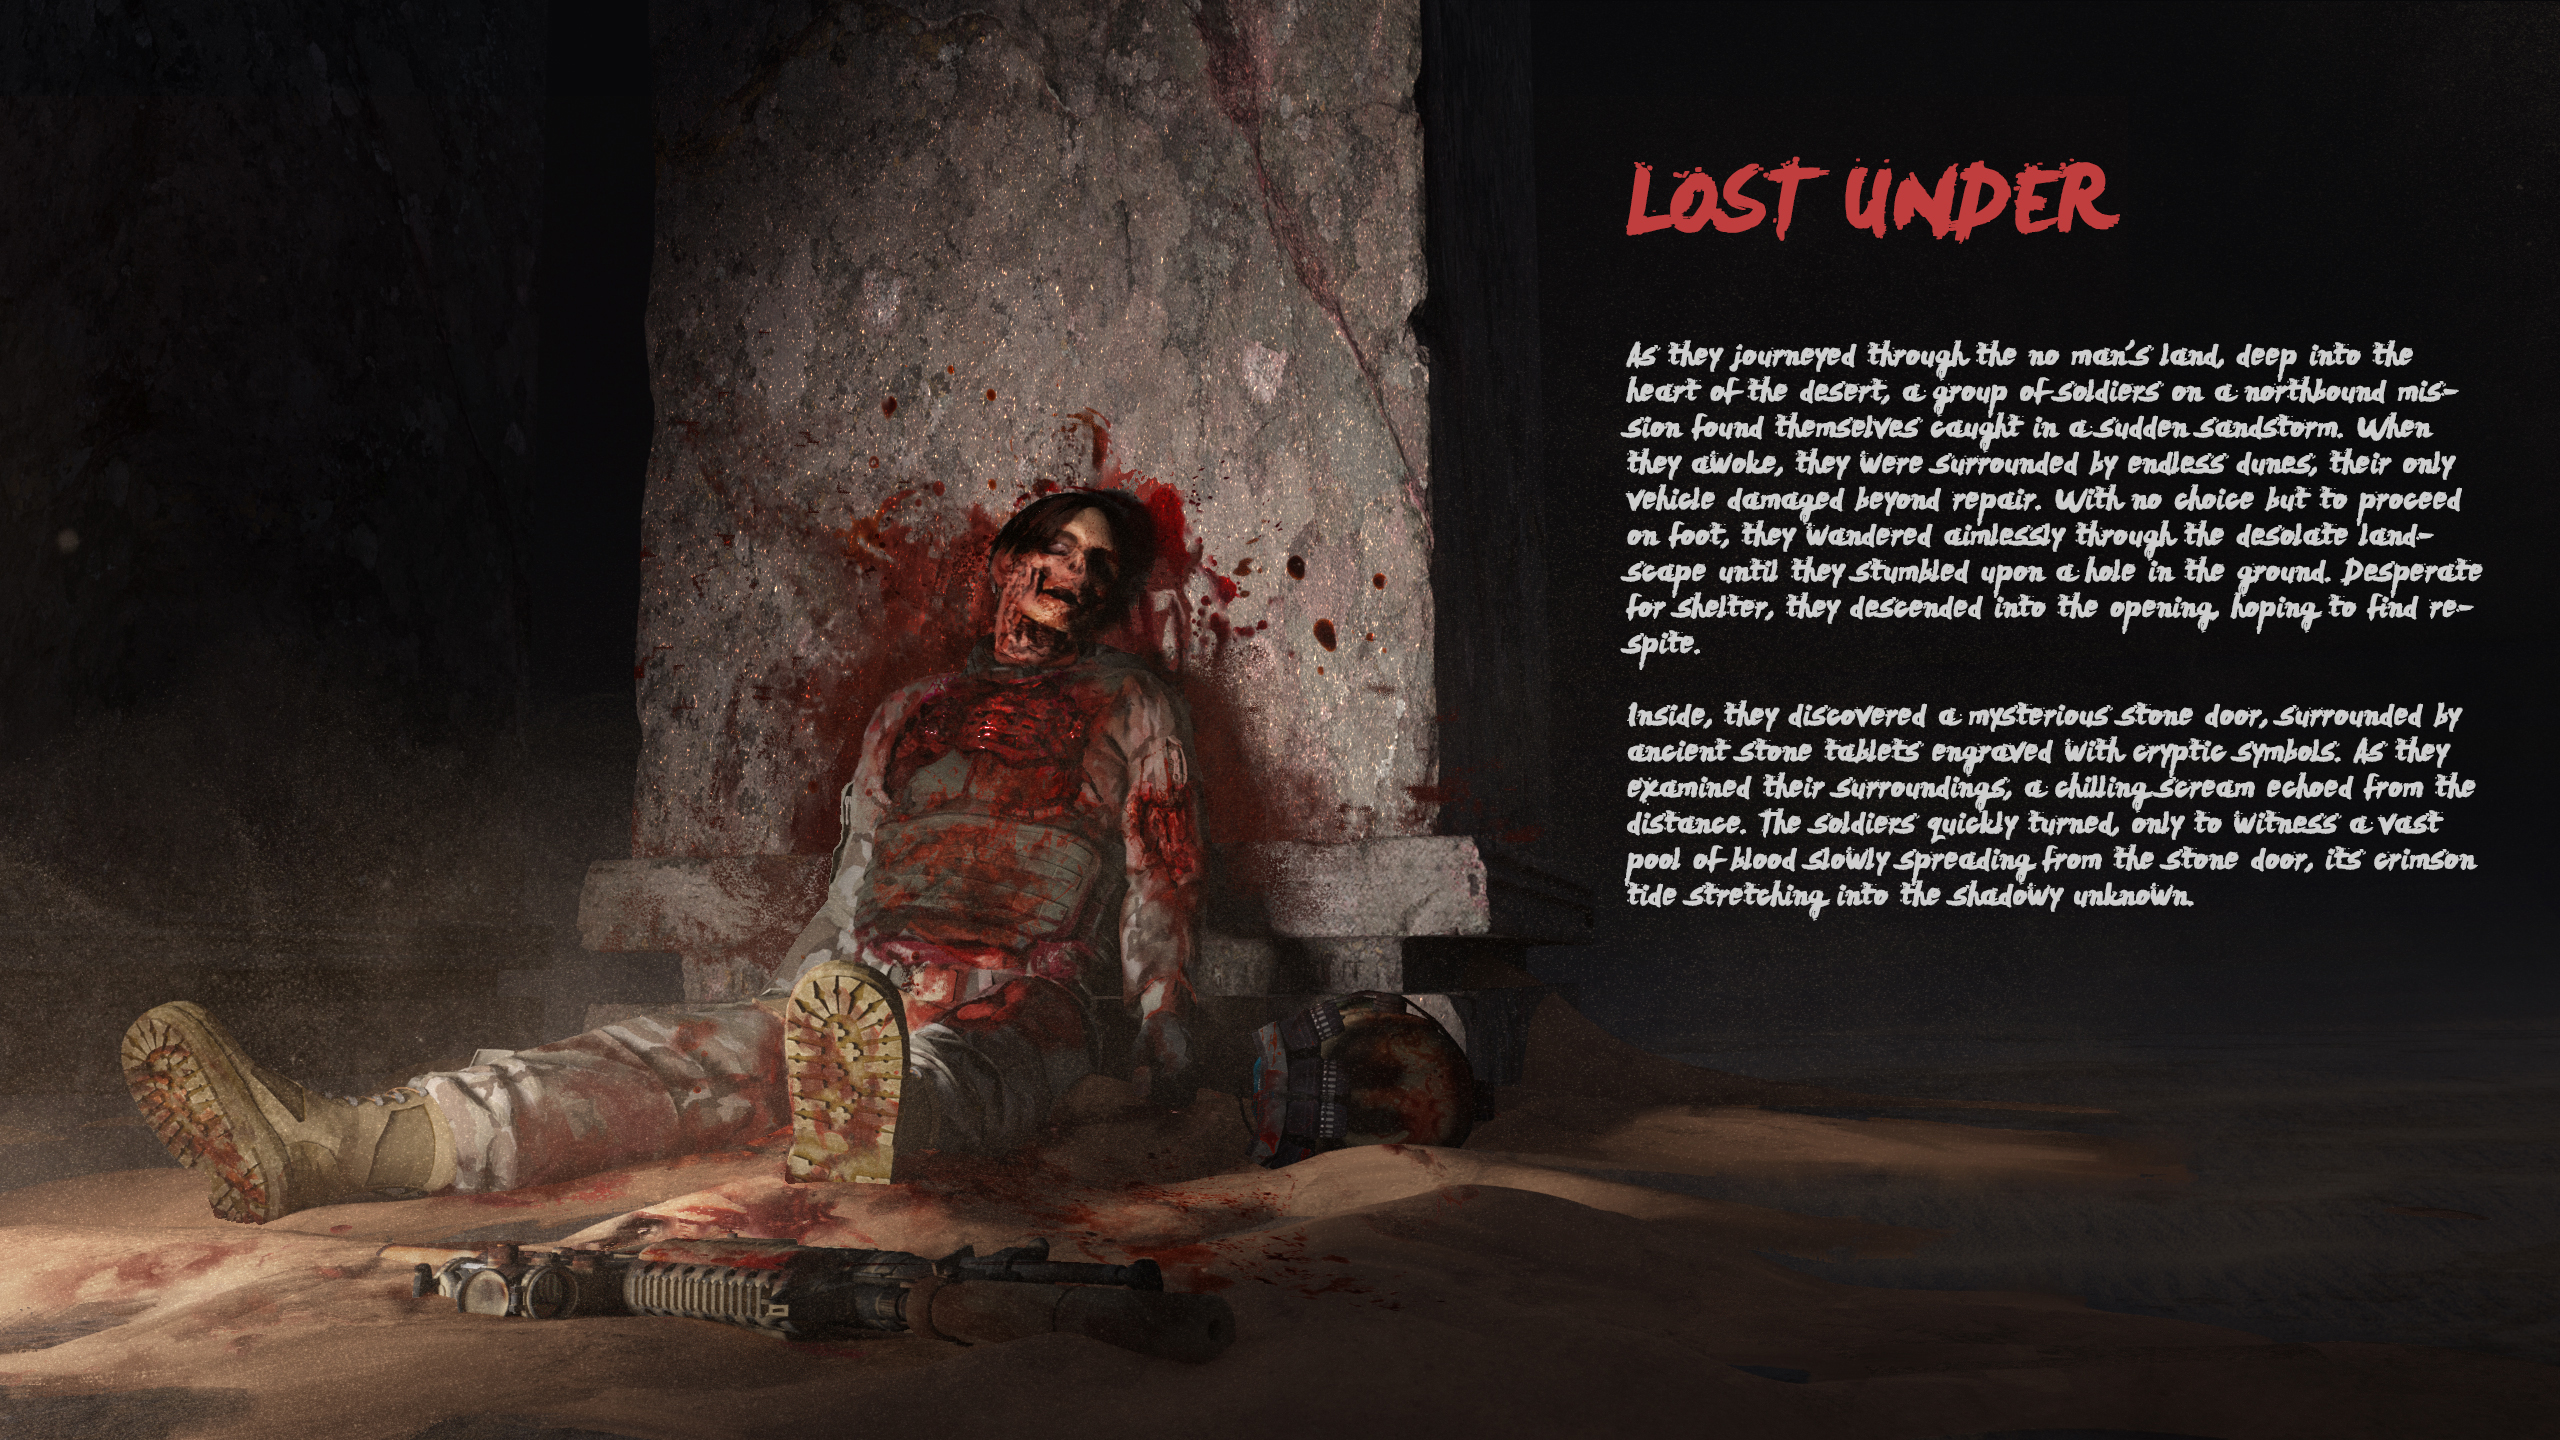 LOST UNDER
As they journeyed through the no man's land, deep into the
heart of the desert, a group of soldiers on a northbound mis-
sion found themselves caught in a sudden sandstorm. When
they awoke, they were surrounded by endless dunes, their only
vehicle damaged beyond repair. With no choice but to proceed
on foot, they wandered aimlessly through the desolate land-
scape until they stumbled upon a hole in the ground. Desperate
for shelter, they descended into the opening, hoping to find re-
spite.
Inside, they discovered a mysterious stone door, surrounded by
ancient stone tablets engraved with cryptic symbols. As they
examined their surroundings, a chilling scream echoed from the
distance. The soldiers quickly turned, only to witness a vast
pool of blood slowly spreading from the stone door, its crimson
tide stretching into the shadowy unknown.